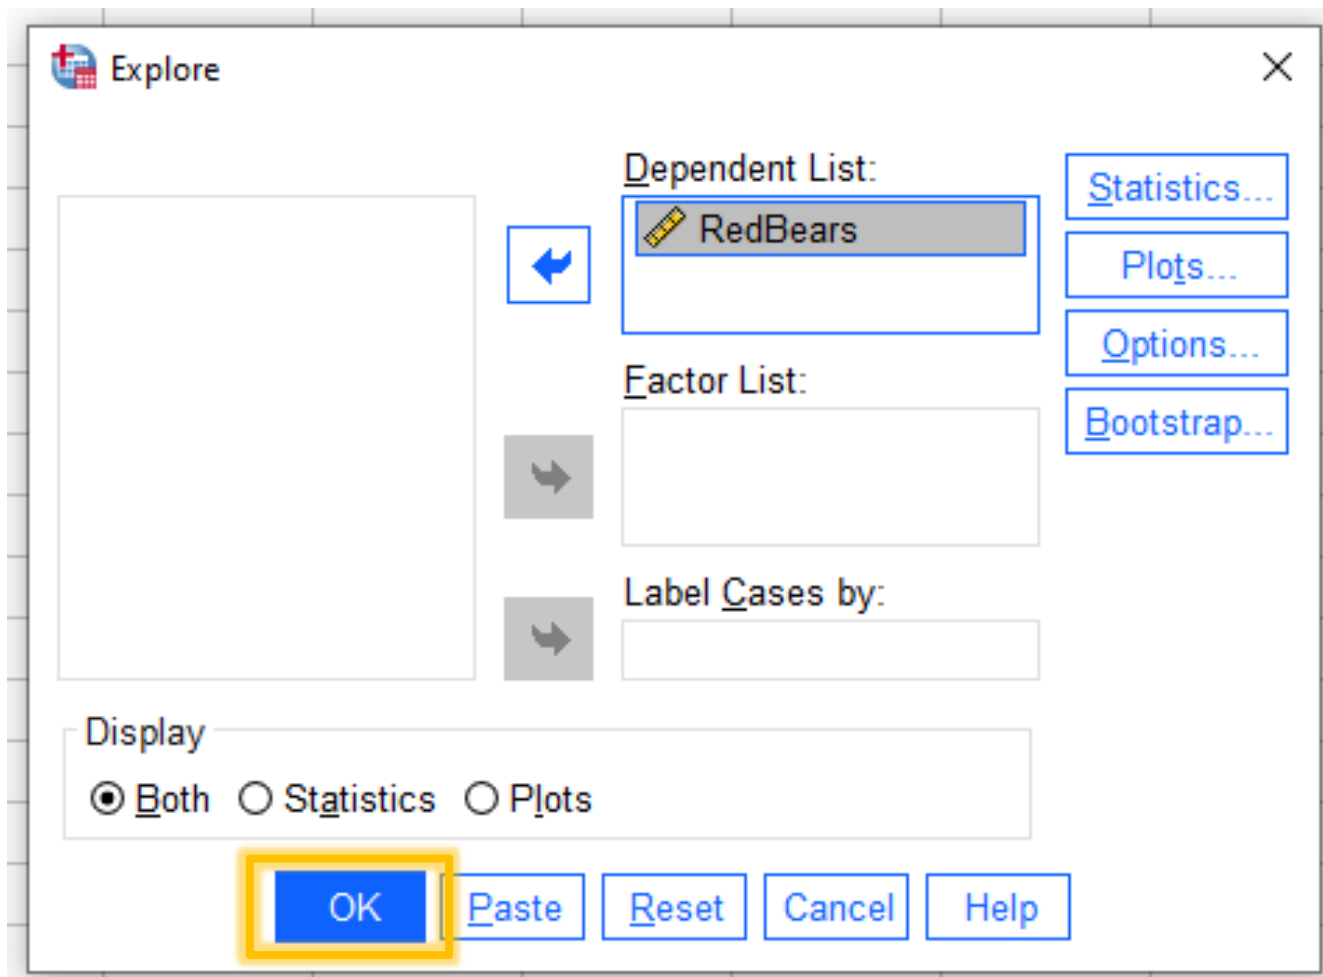 Explore
Dependent List:
RedBears
Statistics...
Plots...
Options...
Bootstrap...
Factor List:
Label Cases by:
Display
Both Statistics Plots
OK Paste Reset Cancel Help